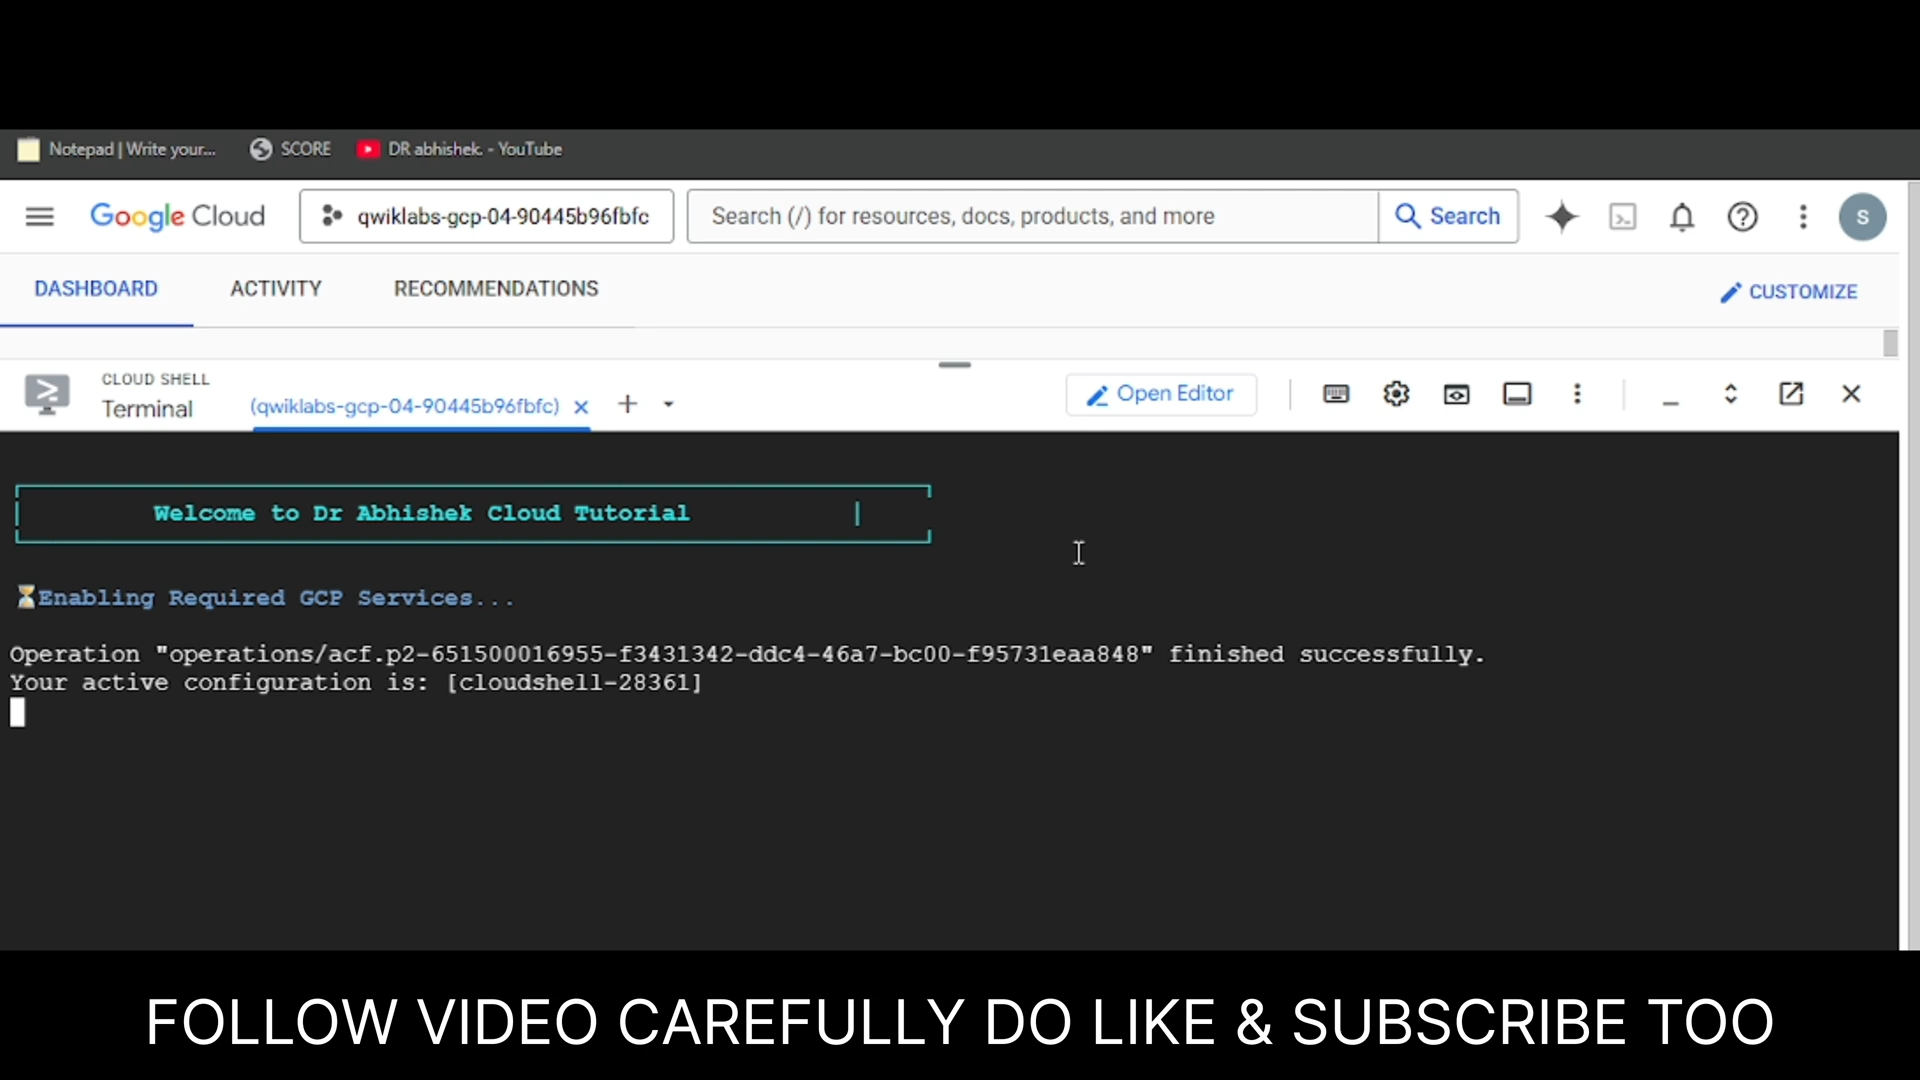 Notepad | Write your...
SCORE
DR abhishek. - YouTube
Google Cloud
qwiklabs-gcp-04-90445b96fbfc
Search (/) for resources, docs, products, and more
Search
S
DASHBOARD
ACTIVITY
RECOMMENDATIONS
CUSTOMIZE
CLOUD SHELL
Terminal
(qwiklabs-gcp-04-90445b96fbfc)
Open Editor
Welcome to Dr Abhishek Cloud Tutorial
Enabling Required GCP Services...
Operation "operations/acf.p2-651500016955-f3431342-ddc4-46a7-bc00-f95731eaa848" finished successfully.
Your active configuration is: [cloudshell-28361]
FOLLOW VIDEO CAREFULLY DO LIKE & SUBSCRIBE TOO